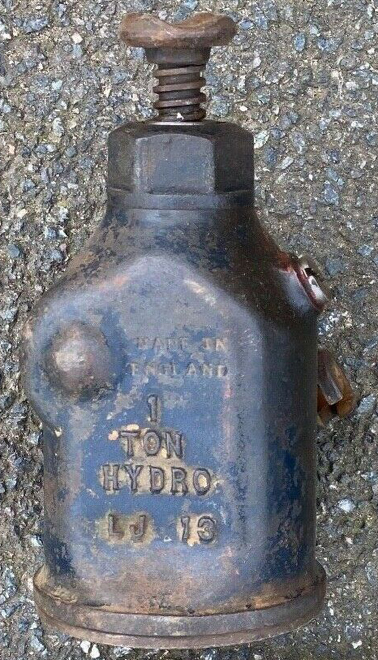 MADE IN
ENGLAND
1
TON
HYDRO
LJ 13